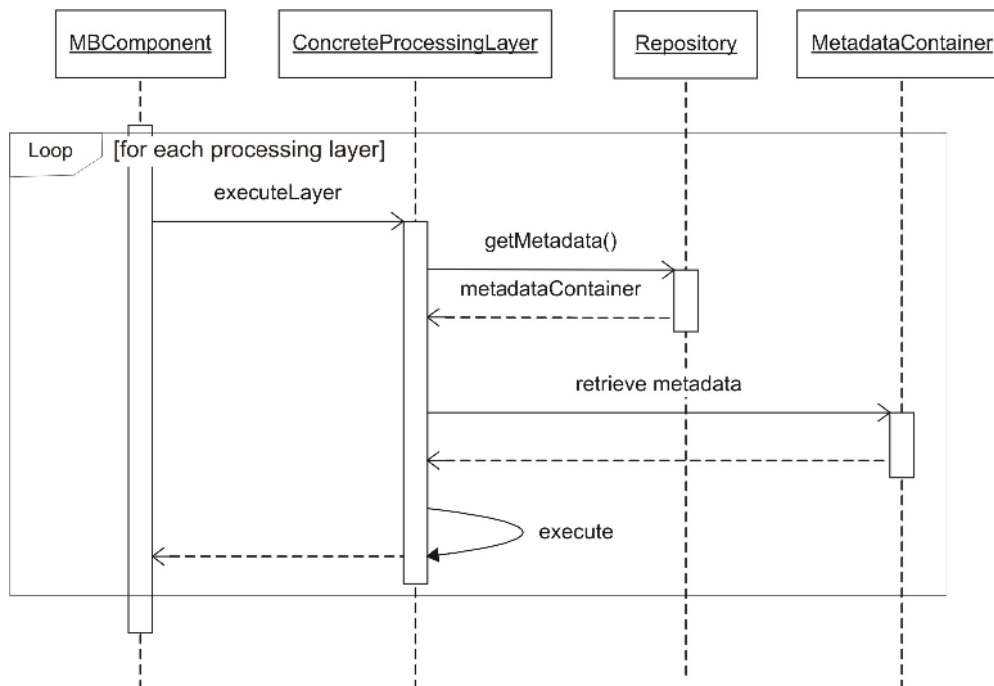 MBComponent
ConcreteProcessingLayer
Repository
MetadataContainer
Loop
[for each processing layer]
executeLayer
getMetadata()
metadataContainer
retrieve metadata
execute